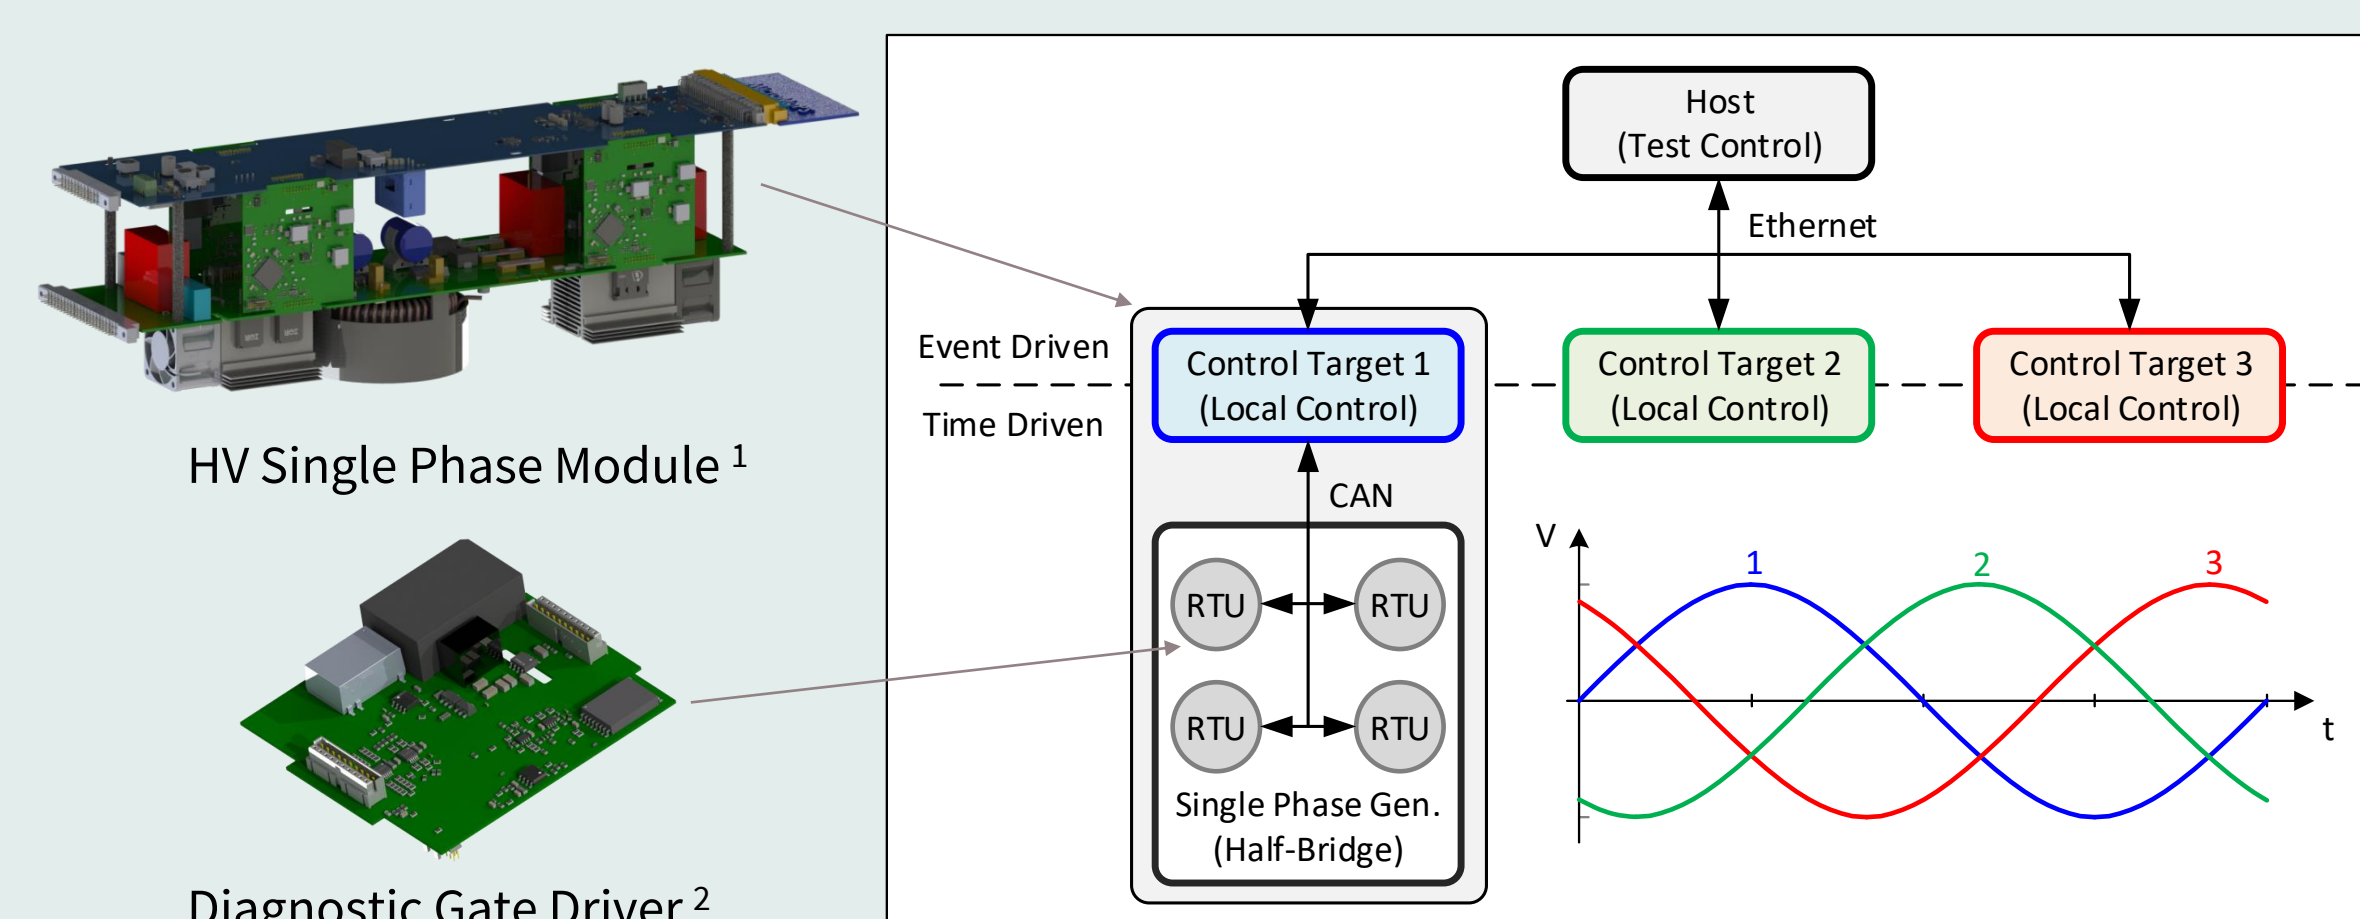 HV Single Phase Module 1
Diagnostic Gate Driver 2
Host
(Test Control)
Ethernet
Event Driven
Time Driven
Control Target 1
(Local Control)
Control Target 2
(Local Control)
Control Target 3
(Local Control)
CAN
RTU
RTU
RTU
RTU
Single Phase Gen.
(Half-Bridge)
V
1
2
3
t